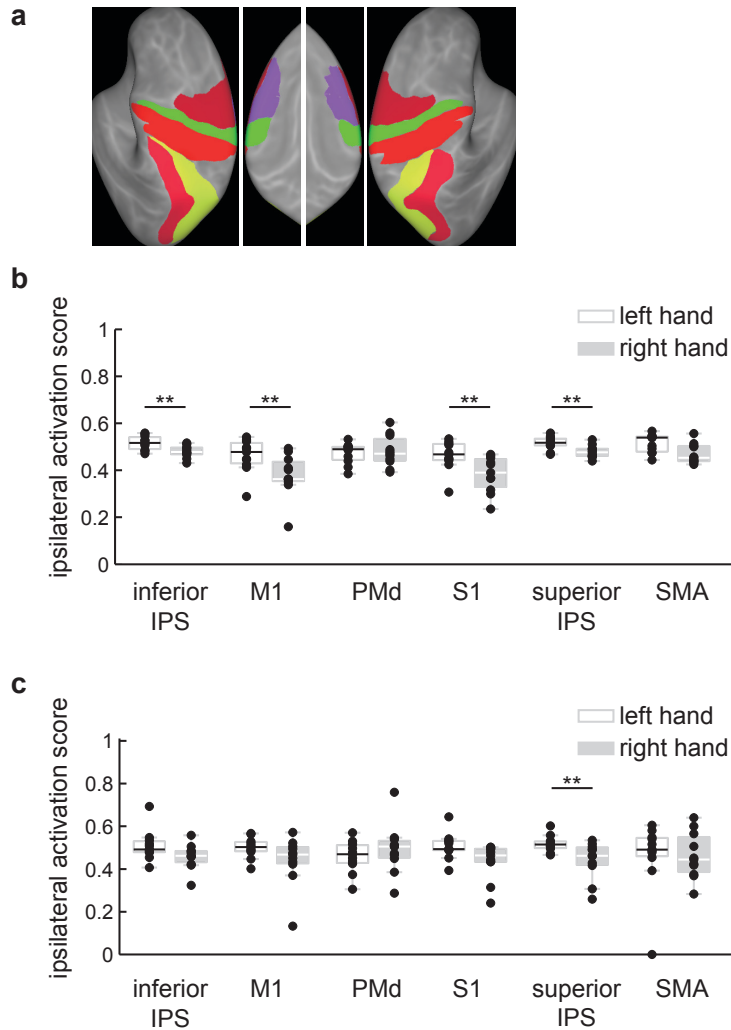 a
b
ipsilateral activation score
left hand
right hand
1
0.8
0.6
0.4
0.2
0
**
**
**
**
inferior
IPS
M1
PMd
S1
superior
IPS
SMA
c
ipsilateral activation score
left hand
right hand
1
0.8
0.6
0.4
0.2
0
**
inferior
IPS
M1
PMd
S1
superior
IPS
SMA